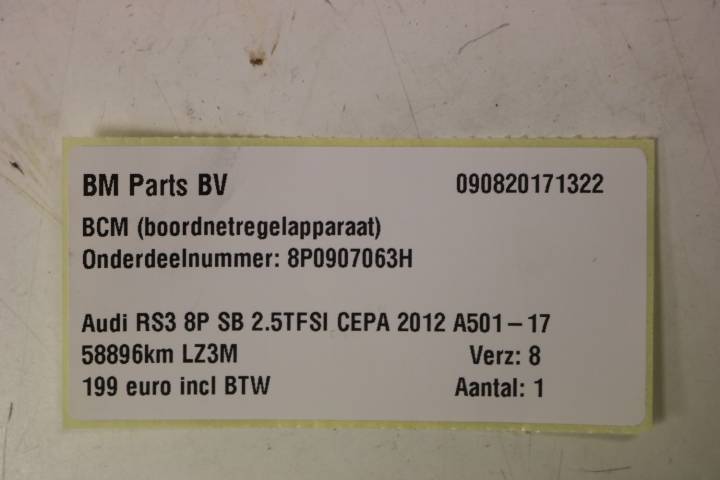 BM Parts BV 090820171322
BCM (boordnetregelapparaat)
Onderdeelnummer: 8P0907063H
Audi RS3 8P SB 2.5TFSI CEPA 2012 A501-17
58896km LZ3M Verz: 8
199 euro incl BTW Aantal: 1